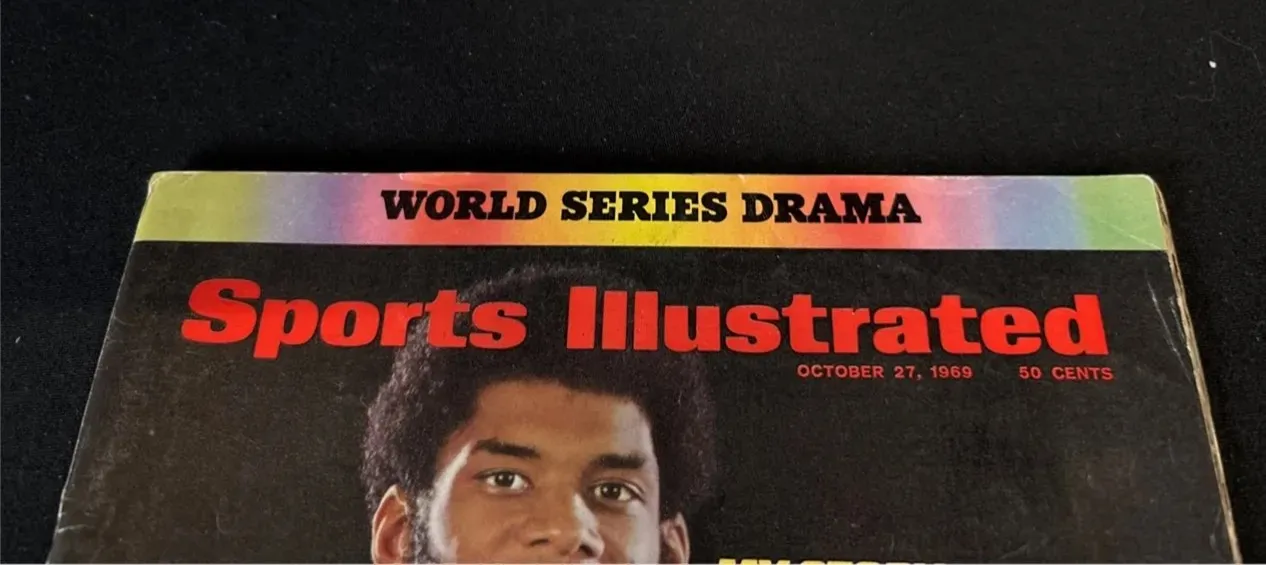 WORLD SERIES DRAMA
Sports Illustrated
OCTOBER 27, 1969 50 CENTS